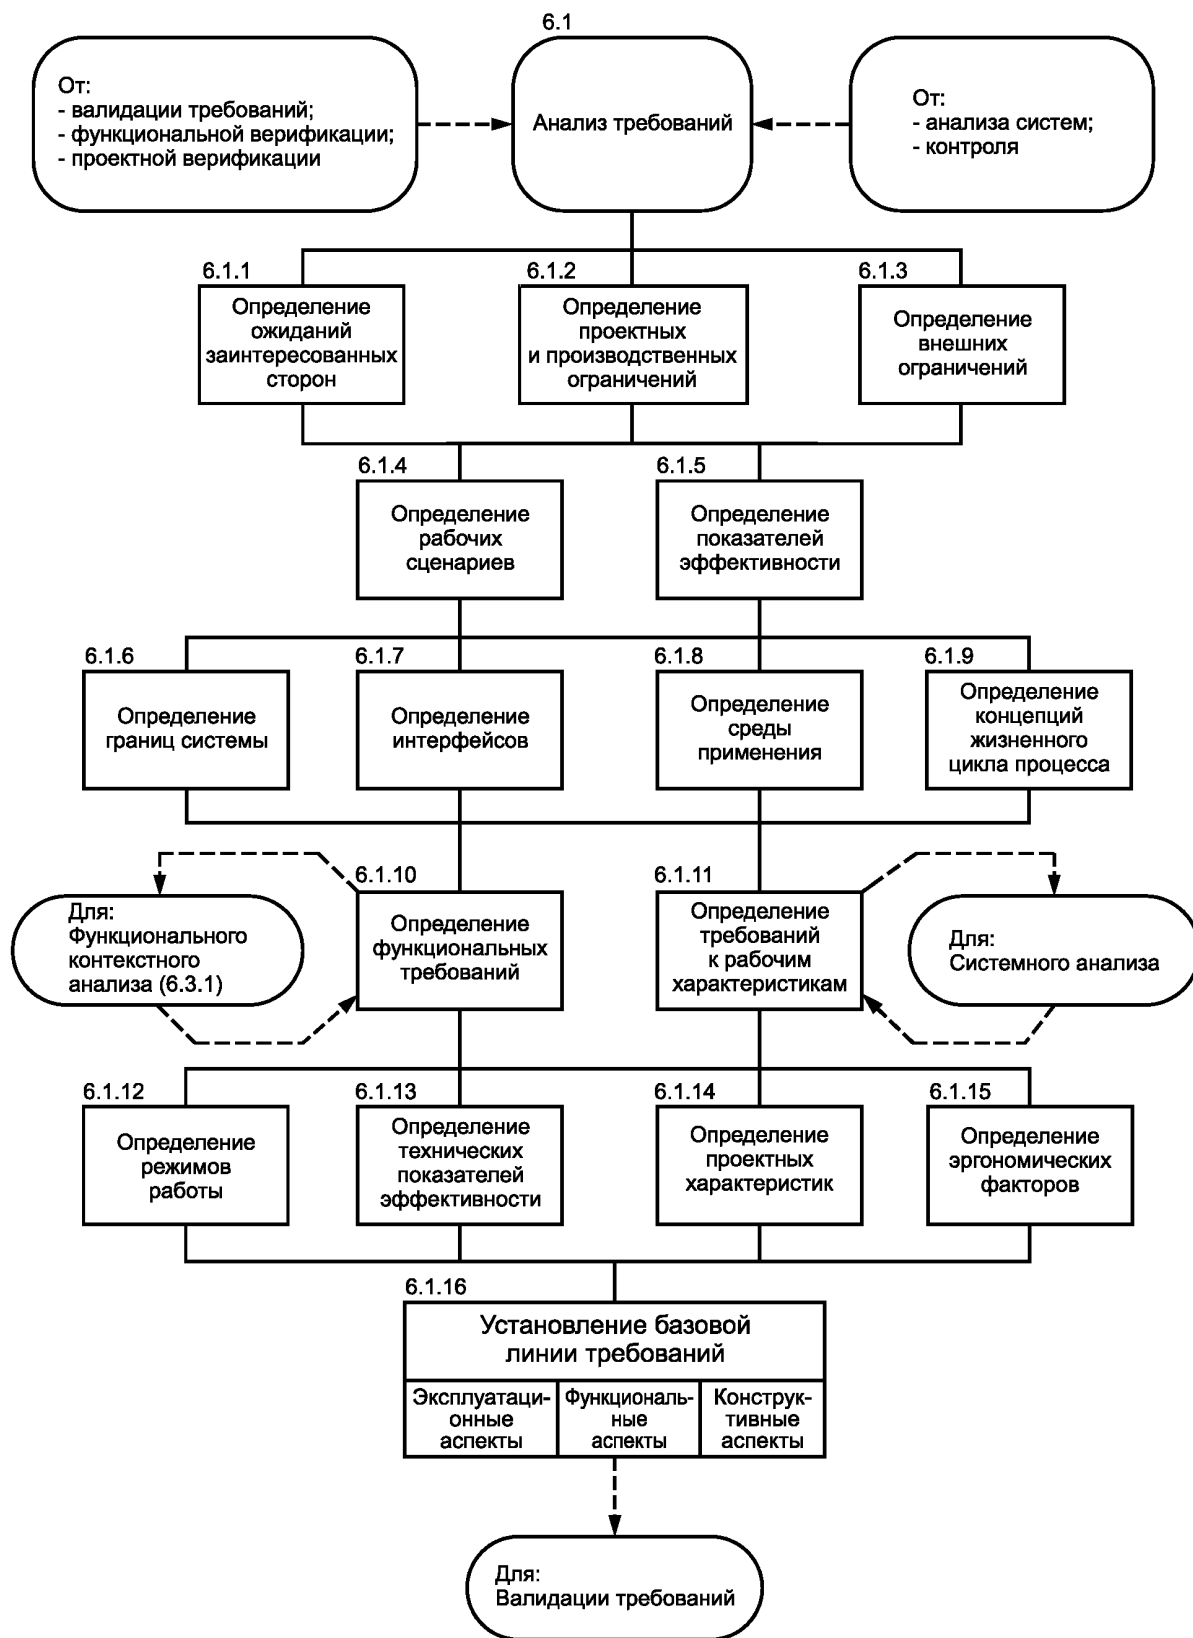 6.1
От:
- валидации требований;
- функциональной верификации;
- проектной верификации
Анализ требований
От:
- анализа систем;
- контроля
6.1.1
Определение
ожиданий
заинтересованных
сторон
6.1.2
Определение
проектных
и производственных
ограничений
6.1.3
Определение
внешних
ограничений
6.1.4
Определение
рабочих
сценариев
6.1.5
Определение
показателей
эффективности
6.1.6
Определение
границ системы
6.1.7
Определение
интерфейсов
6.1.8
Определение
среды
применения
6.1.9
Определение
концепций
жизненного
цикла процесса
Для:
Функционального
контекстного
анализа (6.3.1)
6.1.10
Определение
функциональных
требований
6.1.11
Определение
требований
к рабочим
характеристикам
Для:
Системного анализа
6.1.12
Определение
режимов
работы
6.1.13
Определение
технических
показателей
эффективности
6.1.14
Определение
проектных
характеристик
6.1.15
Определение
эргономических
факторов
6.1.16
Установление базовой
линии требований
Эксплуатаци-
онные
аспекты
Функциональ-
ные
аспекты
Конструк-
тивные
аспекты
Для:
Валидации требований